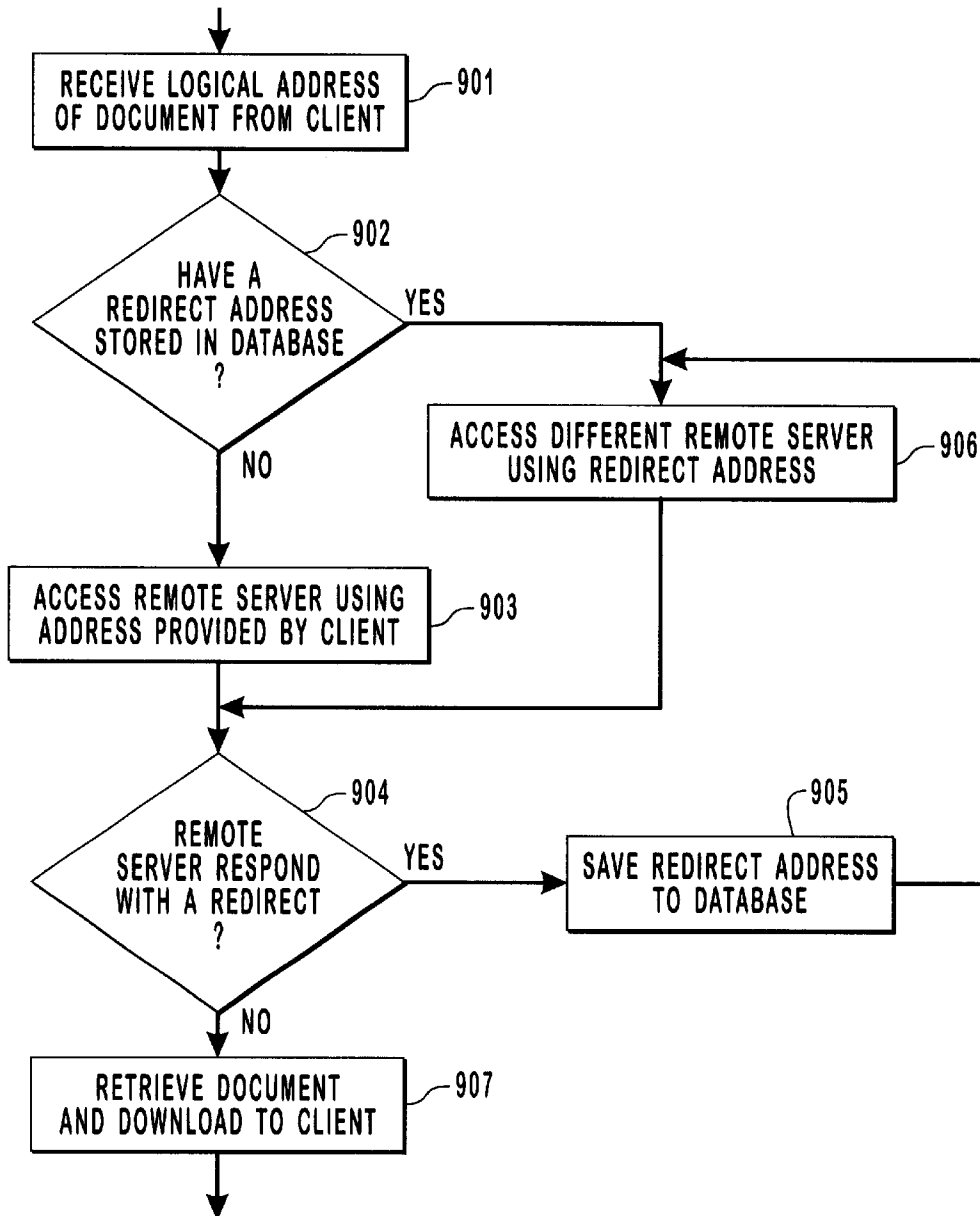 RECEIVE LOGICAL ADDRESS
OF DOCUMENT FROM CLIENT
901
902
HAVE A
REDIRECT ADDRESS
STORED IN DATABASE
?
YES
NO
ACCESS DIFFERENT REMOTE SERVER
USING REDIRECT ADDRESS
906
ACCESS REMOTE SERVER USING
ADDRESS PROVIDED BY CLIENT
903
904
REMOTE
SERVER RESPOND
WITH A REDIRECT
?
YES
NO
905
SAVE REDIRECT ADDRESS
TO DATABASE
RETRIEVE DOCUMENT
AND DOWNLOAD TO CLIENT
907